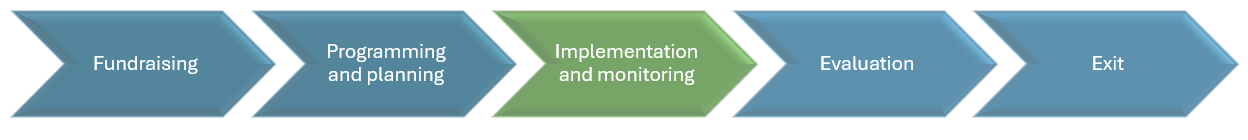 Fundraising
Programming
and planning
Implementation
and monitoring
Evaluation
Exit